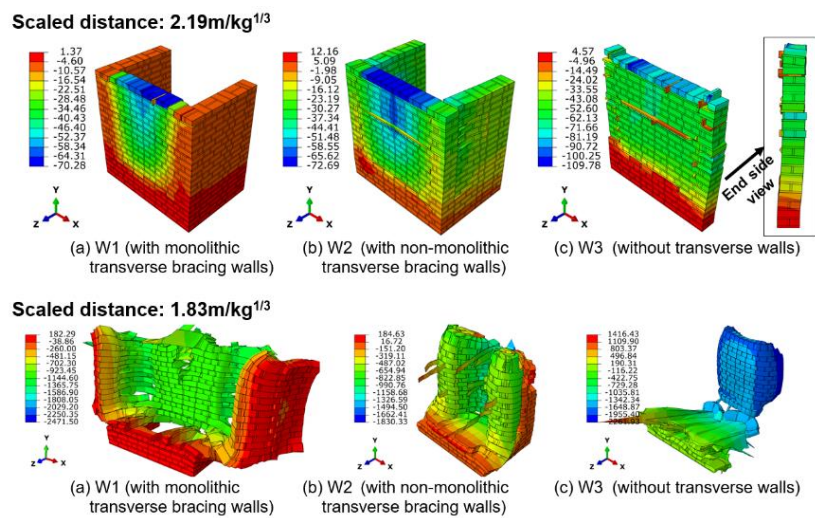 Scaled distance: 2.19m/kg1/3
1.37
-4.60
-10.57
-16.54
-22.51
-28.48
-34.46
-40.43
-46.40
-52.37
-58.34
-64.31
-70.28
Y
Z
X
(a) W1 (with monolithic
transverse bracing walls)
12.16
5.09
-1.98
-9.05
-16.12
-23.19
-30.27
-37.34
-44.41
-51.48
-58.55
-65.62
-72.69
Y
Z
X
(b) W2 (with non-monolithic
transverse bracing walls)
4.57
-4.96
-14.49
-24.02
-33.55
-43.08
-52.60
-62.13
-71.66
-81.19
-90.72
-100.25
-109.78
Y
Z
X
End side
view
(c) W3 (without transverse walls)
Scaled distance: 1.83m/kg1/3
182.29
-38.86
-260.00
-481.15
-702.30
-923.45
-1144.60
-1365.75
-1586.90
-1808.05
-2029.20
-2250.35
-2471.50
Y
Z
X
(a) W1 (with monolithic
transverse bracing walls)
184.63
16.72
-151.20
-319.11
-487.02
-654.94
-822.85
-990.76
-1158.68
-1326.59
-1494.50
-1662.41
-1830.33
Y
Z
X
(b) W2 (with non-monolithic
transverse bracing walls)
1416.43
1109.90
803.37
496.84
190.31
-116.22
-422.75
-729.28
-1035.81
-1342.34
-1648.87
-1955.40
Y
Z
X
(c) W3 (without transverse walls)